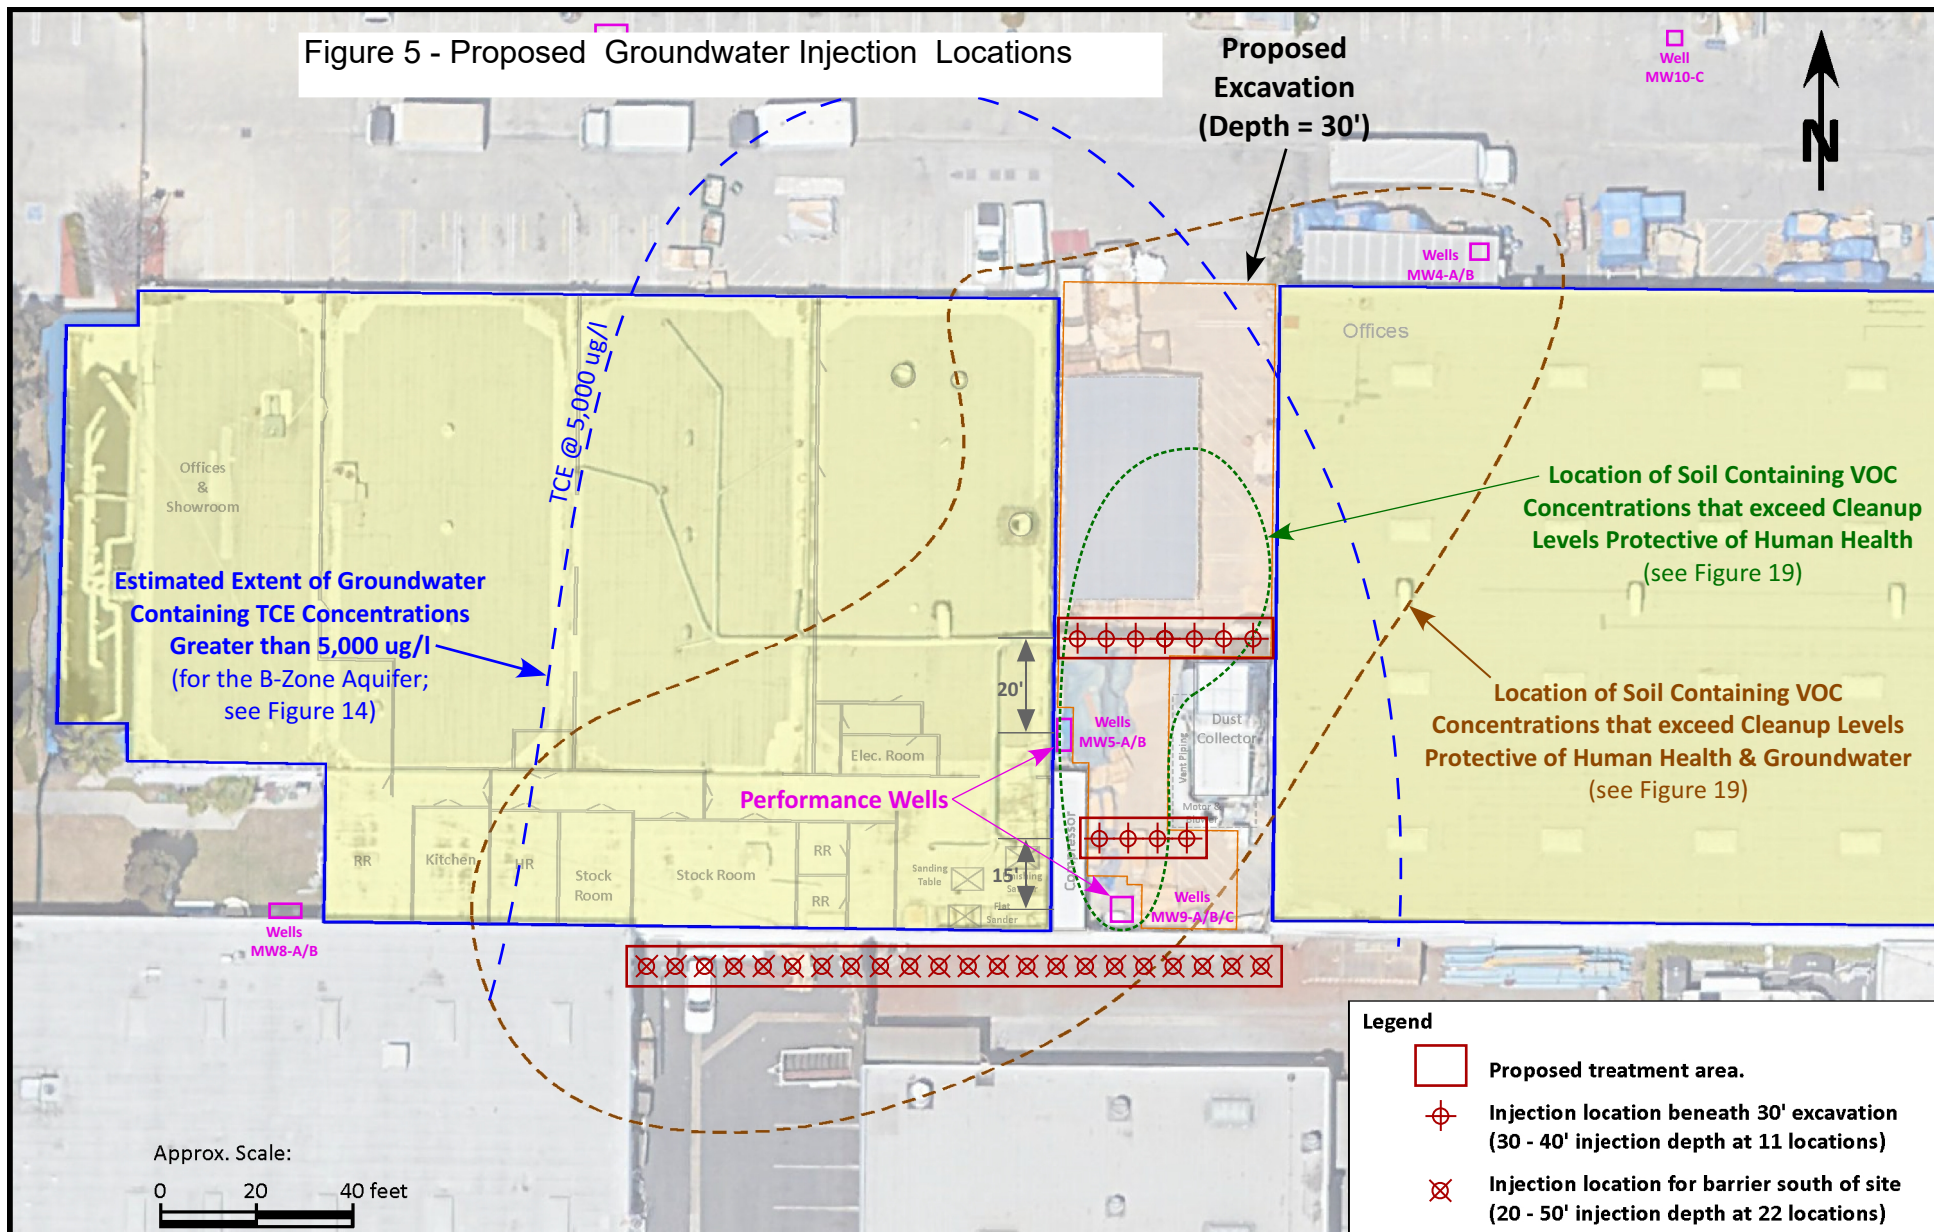 Figure 5 - Proposed Groundwater Injection Locations
Proposed
Excavation
(Depth = 30')
Well
MW10-C
N
Wells
MW4-A/B
Offices
TCE @ 5,000 ug/l
Offices
&
Showroom
Location of Soil Containing VOC
Concentrations that exceed Cleanup
Levels Protective of Human Health
(see Figure 19)
Estimated Extent of Groundwater
Containing TCE Concentrations
Greater than 5,000 ug/l
(for the B-Zone Aquifer;
see Figure 14)
20'
Wells
MW5-A/B
Dust
Collector
Vent Piping
Location of Soil Containing VOC
Concentrations that exceed Cleanup Levels
Protective of Human Health & Groundwater
(see Figure 19)
Elec. Room
Performance Wells
Motor &
Compressor
RR
Kitchen
HR
Stock
Room
Stock Room
RR
RR
Sanding
Table
15'
Flat
Sander
Wells
MW9-A/B/C
Wells
MW8-A/B
Legend
Proposed treatment area.
Injection location beneath 30' excavation
(30 - 40' injection depth at 11 locations)
Injection location for barrier south of site
(20 - 50' injection depth at 22 locations)
Approx. Scale:
0 20 40 feet